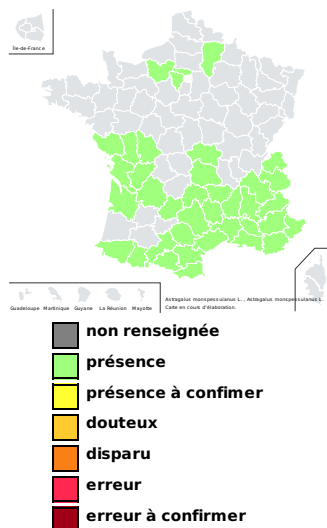 Île-de-France
Guadeloupe Martinique Guyane La Réunion Mayotte
Astragalus monspessulanus L. , Astragalus monspessulanus L.
Carte en cours d'élaboration.
non renseignée
présence
présence à confimer
douteux
disparu
erreur
erreur à confirmer